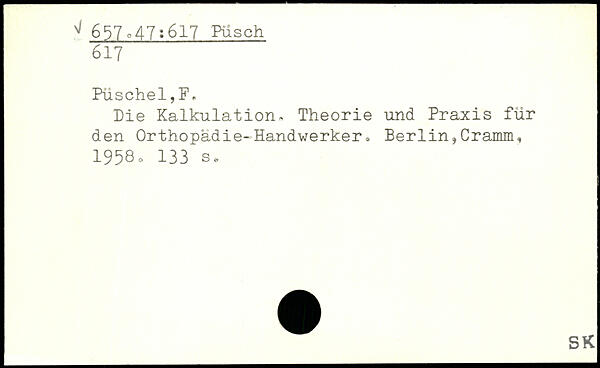 √ 657.47:617 Püsch
617
Püschel,F.
Die Kalkulation. Theorie und Praxis für
den Orthopädie-Handwerker. Berlin,Cramm,
1958. 133 s.
SK